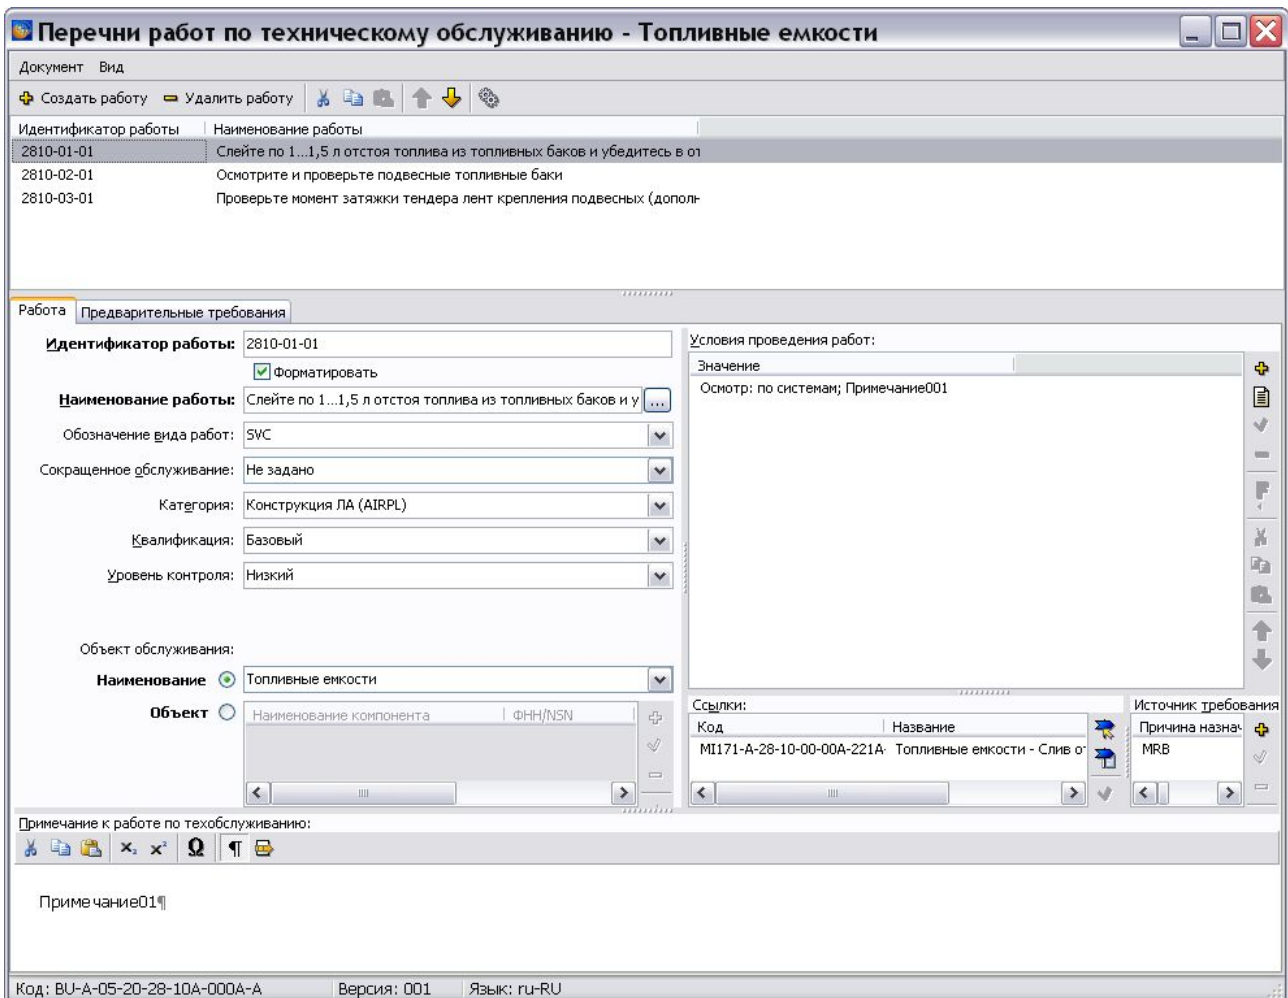 Перечни работ по техническому обслуживанию - Топливные емкости
Документ Вид
Создать работу Удалить работу
Идентификатор работы Наименование работы
2810-01-01 Слейте по 1...1,5 л отстоя топлива из топливных баков и убедитесь в от
2810-02-01 Осмотрите и проверьте подвесные топливные баки
2810-03-01 Проверьте момент затяжки тендера лент крепления подвесных (дополн
Работа Предварительные требования
Идентификатор работы: 2810-01-01
Форматировать
Наименование работы: Слейте по 1...1,5 л отстоя топлива из топливных баков и у ...
Обозначение вида работ: SVC
Сокращенное обслуживание: Не задано
Категория: Конструкция ЛА (AIRPL)
Квалификация: Базовый
Уровень контроля: Низкий
Объект обслуживания:
Наименование Топливные емкости
Объект Наименование компонента ФНН/NSN
Условия проведения работ:
Значение
Осмотр: по системам; Примечание001
Ссылки:
Код Название
MI171-A-28-10-00-00A-221A- Топливные емкости - Слив о
Источник требования
Причина назнач
MRB
Примечание к работе по техобслуживанию:
x₂ x² Ω ¶
Примечание01¶
Код: BU-A-05-20-28-10A-000A-A Версия: 001 Язык: ru-RU